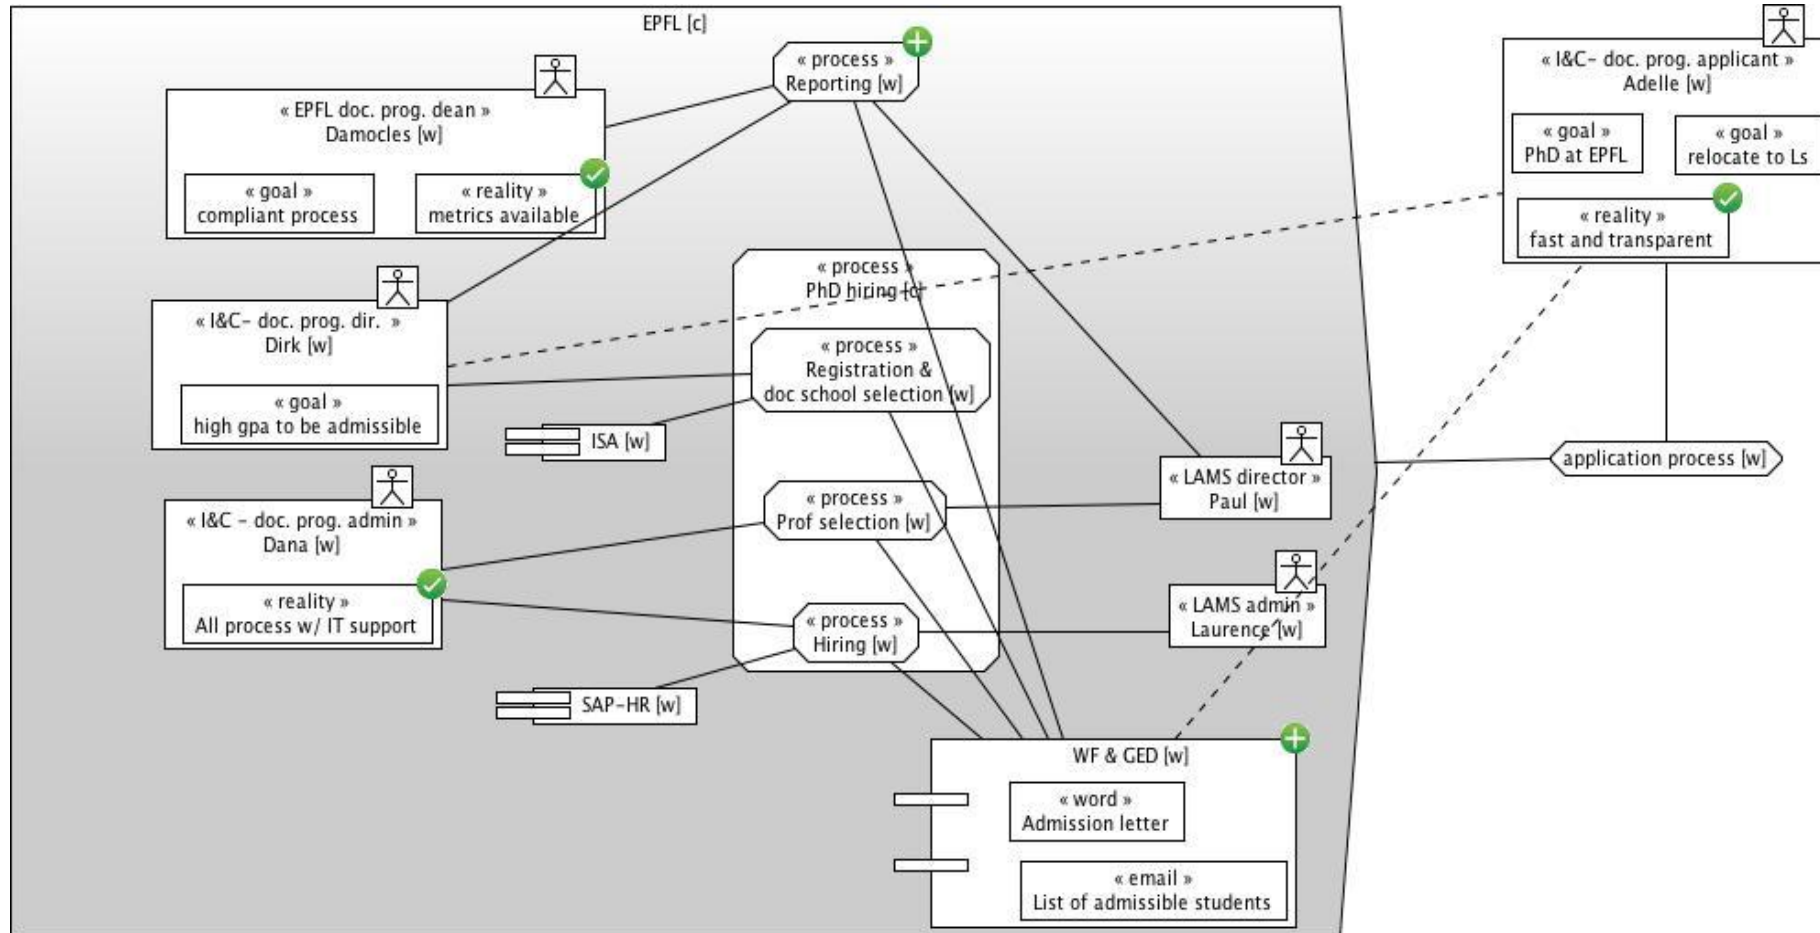 EPFL [c]
« process »
Reporting [w]
« EPFL doc. prog. dean »
Damocles [w]
« goal »
compliant process
« reality »
metrics available
« I&C- doc. prog. applicant »
Adelle [w]
« goal »
PhD at EPFL
« goal »
relocate to Ls
« reality »
fast and transparent
« process »
PhD hiring [c]
« I&C- doc. prog. dir. »
Dirk [w]
« goal »
high gpa to be admissible
« process »
Registration &
doc school selection [w]
ISA [w]
« I&C - doc. prog. admin »
Dana [w]
« reality »
All process w/ IT support
« process »
Prof selection [w]
« LAMS director »
Paul [w]
application process [w]
« process »
Hiring [w]
« LAMS admin »
Laurence [w]
SAP-HR [w]
WF & GED [w]
« word »
Admission letter
« email »
List of admissible students